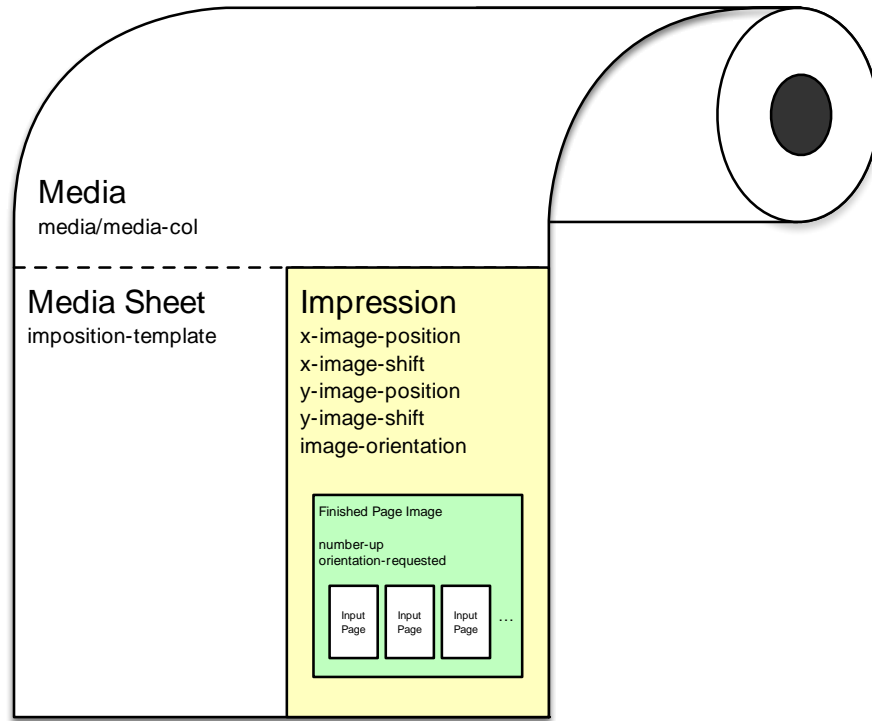 Media
media/media-col
Media Sheet
imposition-template
Impression
x-image-position
x-image-shift
y-image-position
y-image-shift
image-orientation
Finished Page Image
number-up
orientation-requested
Input
Page
Input
Page
Input
Page
...